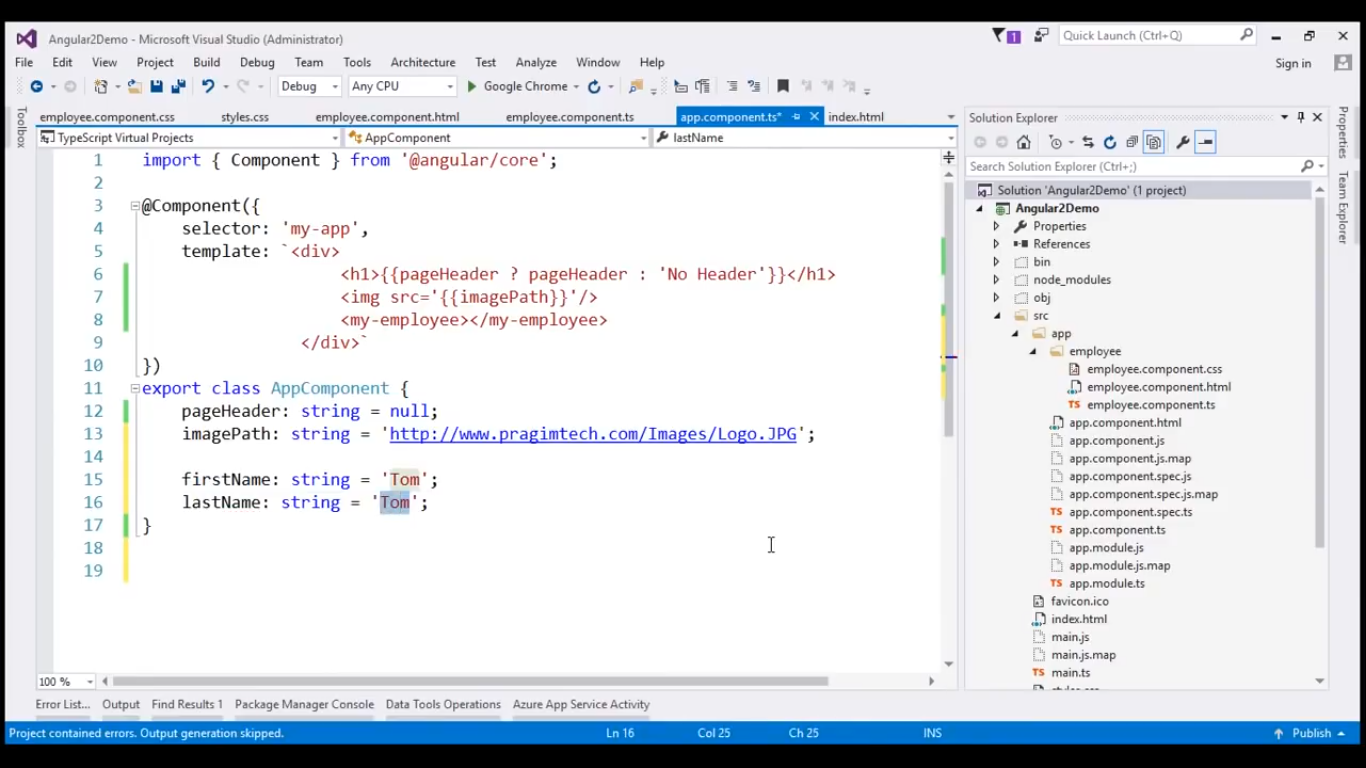 Angular2Demo - Microsoft Visual Studio (Administrator)
1
Quick Launch (Ctrl+Q)
File Edit View Project Build Debug Team Tools Architecture Test Analyze Window Help
Sign in
Debug Any CPU Google Chrome
Toolbox
employee.component.css styles.css employee.component.html employee.component.ts app.component.ts* index.html
TypeScript Virtual Projects AppComponent lastName
1 import { Component } from '@angular/core';
2
3 @Component({
4 selector: 'my-app',
5 template: `<div>
6 <h1>{{pageHeader ? pageHeader : 'No Header'}}</h1>
7 <img src='{{imagePath}}'/>
8 <my-employee></my-employee>
9 </div>`
10 })
11 export class AppComponent {
12 pageHeader: string = null;
13 imagePath: string = 'http://www.pragimtech.com/Images/Logo.JPG';
14
15 firstName: string = 'Tom';
16 lastName: string = 'Tom';
17 }
18
19
100 %
Solution Explorer
Search Solution Explorer (Ctrl+;)
Solution 'Angular2Demo' (1 project)
Angular2Demo
Properties
References
bin
node_modules
obj
src
app
employee
employee.component.css
employee.component.html
employee.component.ts
app.component.html
app.component.js
app.component.js.map
app.component.spec.js
app.component.spec.js.map
app.component.spec.ts
app.component.ts
app.module.js
app.module.js.map
app.module.ts
favicon.ico
index.html
main.js
main.js.map
main.ts
Properties
Team Explorer
Error List... Output Find Results 1 Package Manager Console Data Tools Operations Azure App Service Activity
Project contained errors. Output generation skipped. Ln 16 Col 25 Ch 25 INS Publish